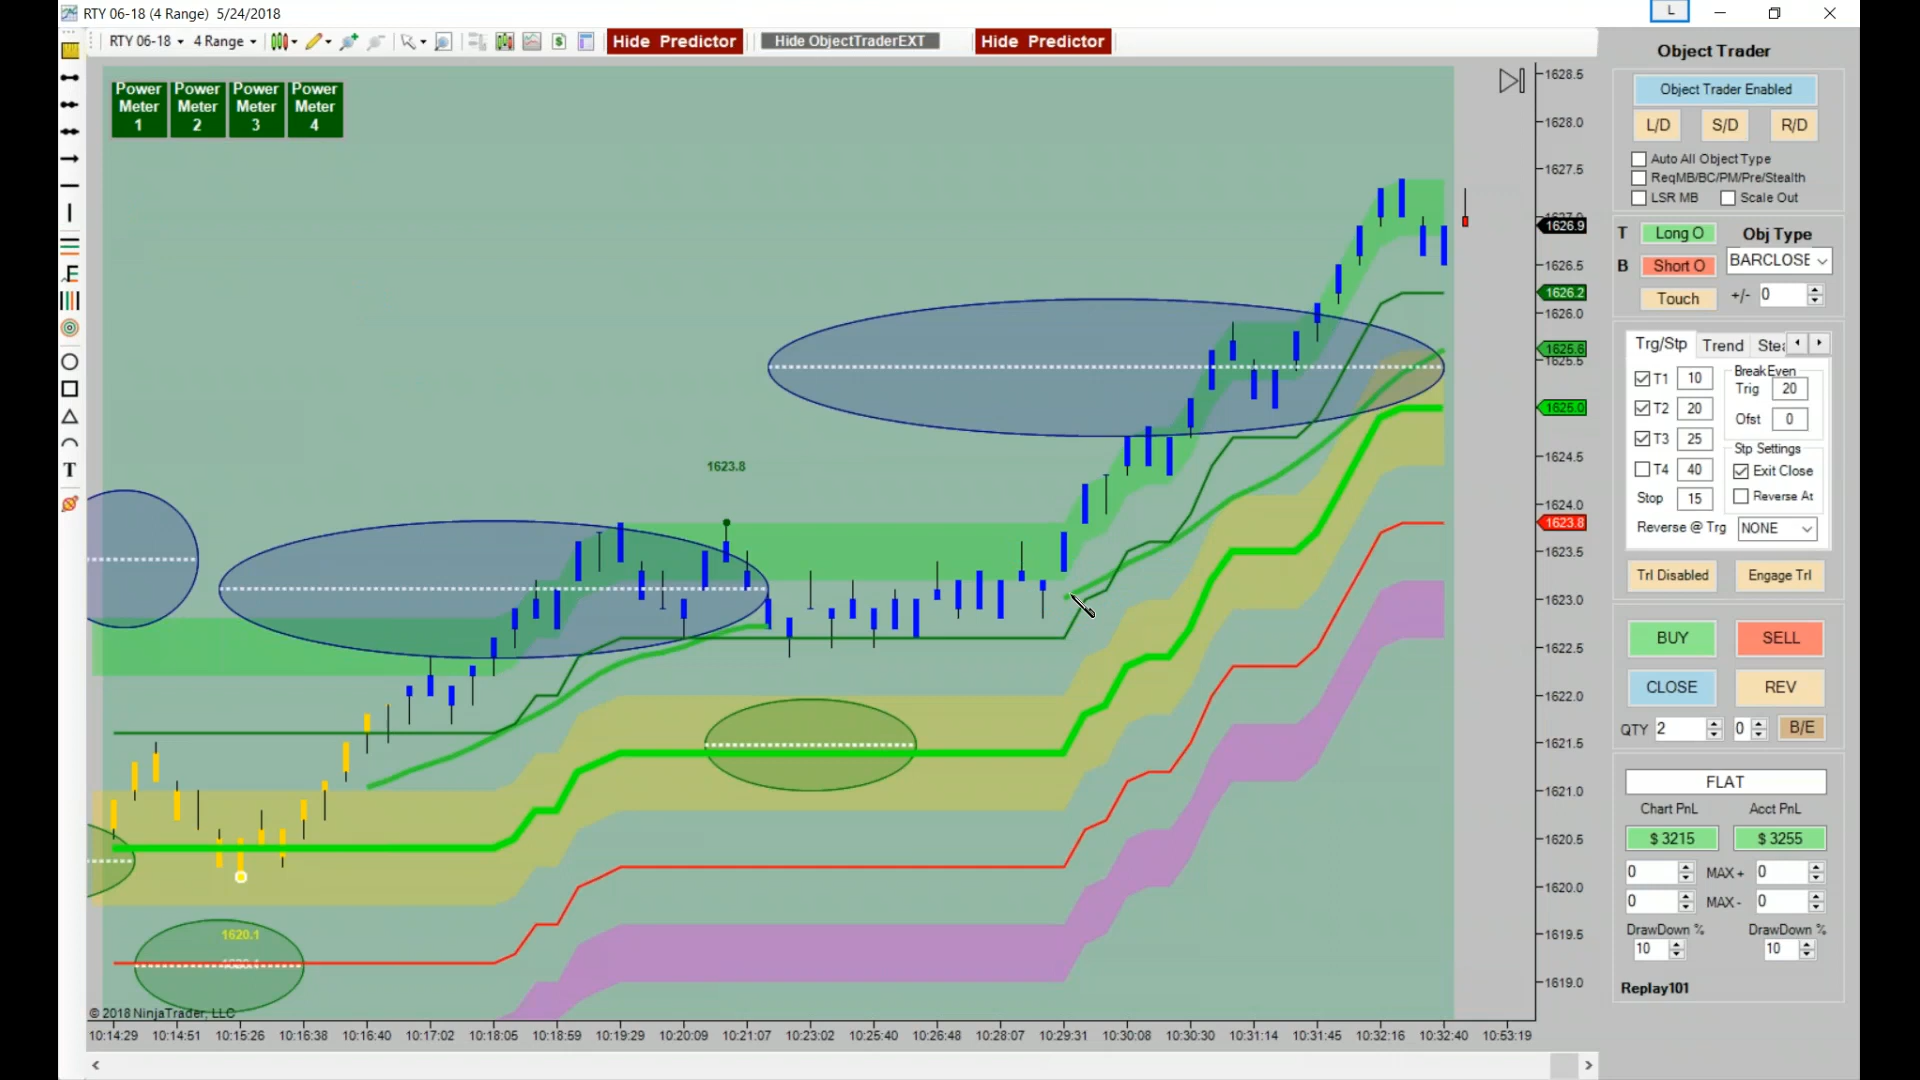 RTY 06-18 (4 Range) 5/24/2018
L
RTY 06-18 4 Range Hide Predictor Hide ObjectTraderEXT Hide Predictor
Power Meter 1
Power Meter 2
Power Meter 3
Power Meter 4
1623.8
1620.1
1628.5
1628.0
1627.5
1626.9
1626.5
1626.2
1626.0
1625.6
1625.5
1625.0
1624.5
1624.0
1623.8
1623.5
1623.0
1622.5
1622.0
1621.5
1621.0
1620.5
1620.0
1619.5
1619.0
© 2018 NinjaTrader, LLC
10:14:29 10:14:51 10:15:26 10:16:38 10:16:40 10:17:02 10:18:05 10:18:59 10:19:29 10:20:09 10:21:07 10:23:02 10:25:40 10:26:48 10:28:07 10:29:31 10:30:08 10:30:30 10:31:14 10:31:45 10:32:16 10:32:40 10:53:19
Object Trader
Object Trader Enabled
L/D S/D R/D
Auto All Object Type
ReqMB/BC/PM/Pre/Stealth
LSR MB Scale Out
T Long O Obj Type
B Short O BARCLOSE
Touch +/- 0
Trg/Stp Trend Stea
T1 10
T2 20
T3 25
T4 40
Stop 15
BreakEven
Trig 20
Ofst 0
Stp Settings
Exit Close
Reverse At
Reverse @ Trg NONE
Trl Disabled Engage Trl
BUY SELL
CLOSE REV
QTY 2 0 B/E
FLAT
Chart PnL Acct PnL
$ 3215 $ 3255
0 MAX + 0
0 MAX - 0
DrawDown % DrawDown %
10 10
Replay101